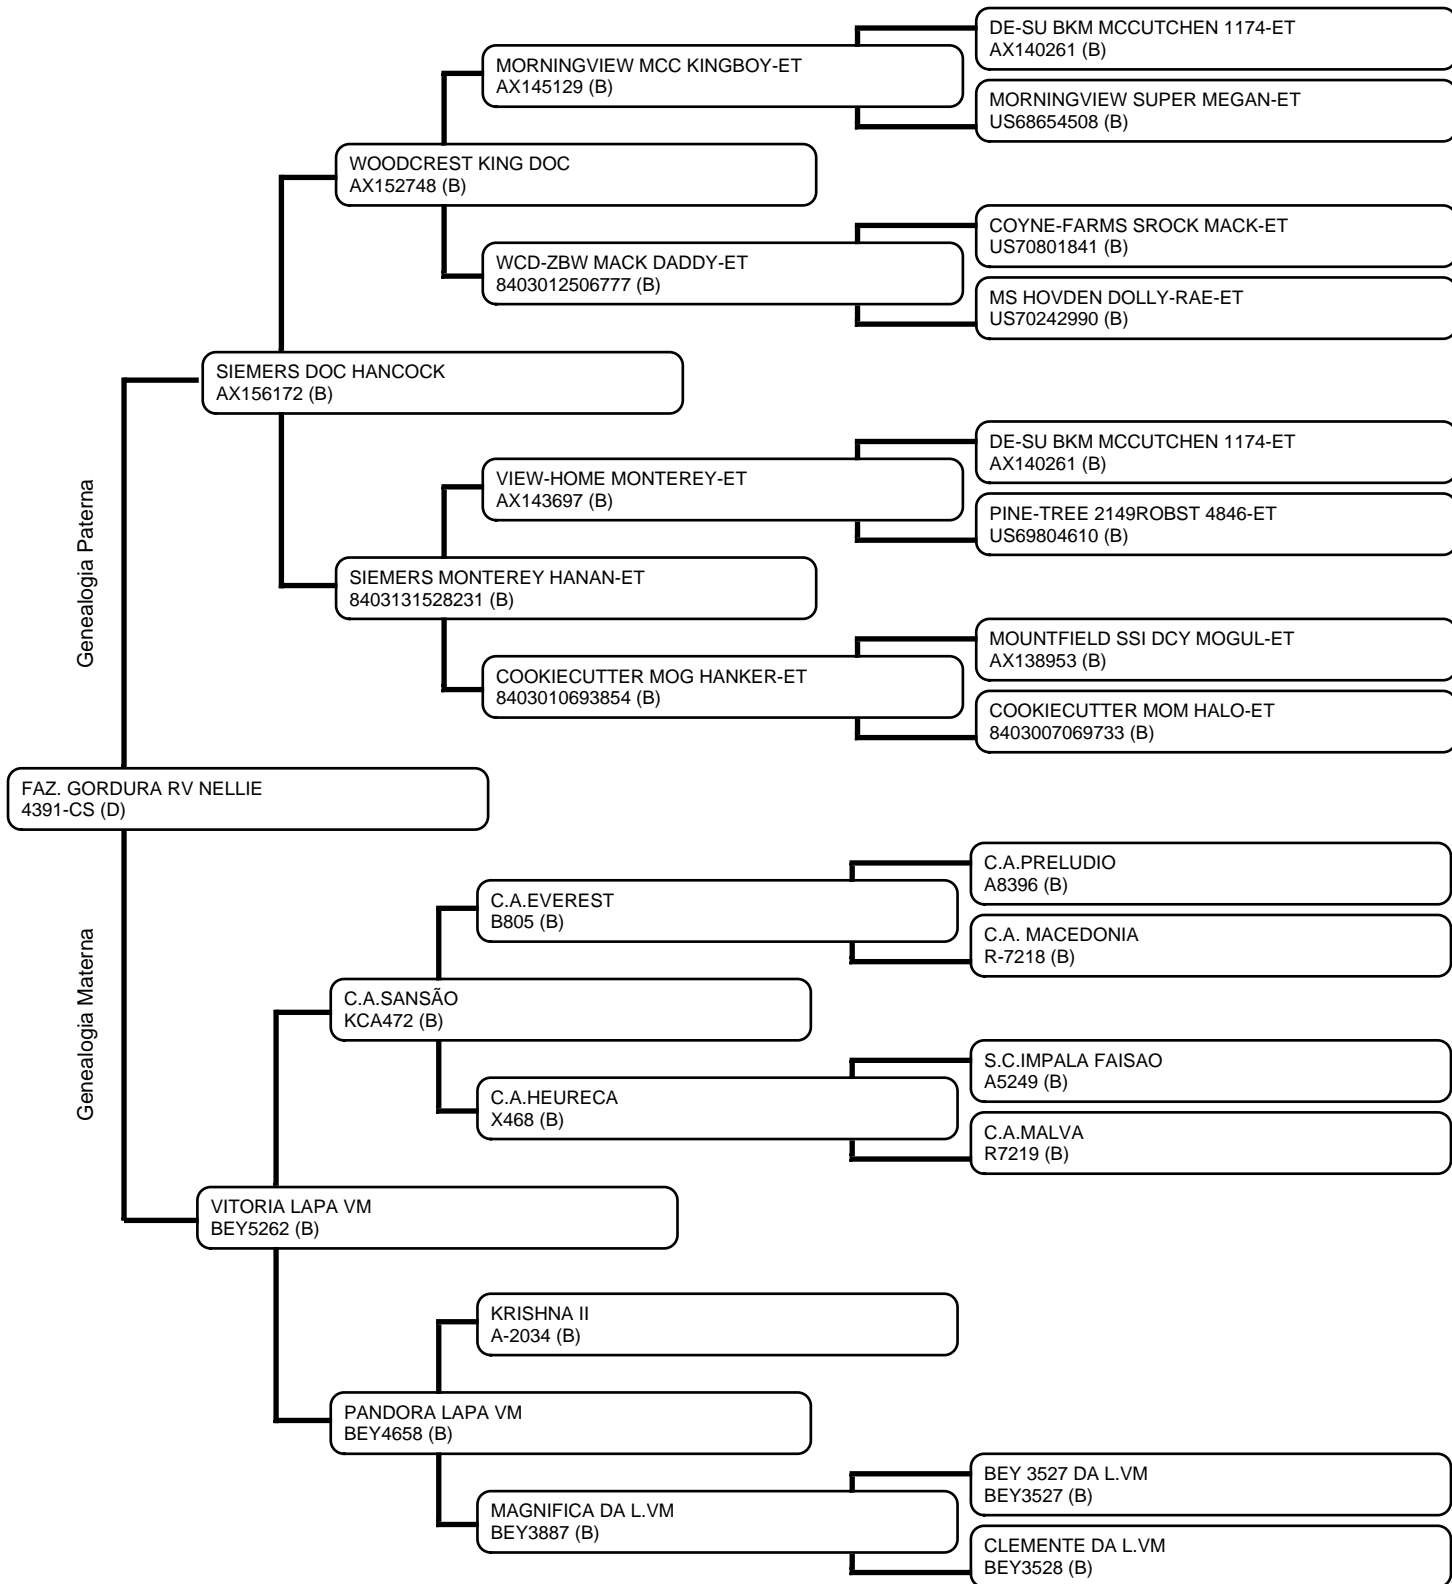 DE-SU BKM MCCUTCHEN 1174-ET
AX140261 (B)
MORNINGVIEW MCC KINGBOY-ET
AX145129 (B)
MORNINGVIEW SUPER MEGAN-ET
US68654508 (B)
WOODCREST KING DOC
AX152748 (B)
COYNE-FARMS SROCK MACK-ET
US70801841 (B)
WCD-ZBW MACK DADDY-ET
8403012506777 (B)
MS HOVDEN DOLLY-RAE-ET
US70242990 (B)
SIEMERS DOC HANCOCK
AX156172 (B)
DE-SU BKM MCCUTCHEN 1174-ET
AX140261 (B)
VIEW-HOME MONTEREY-ET
AX143697 (B)
PINE-TREE 2149ROBST 4846-ET
US69804610 (B)
Genealogia Paterna
SIEMERS MONTEREY HANAN-ET
8403131528231 (B)
MOUNTFIELD SSI DCY MOGUL-ET
AX138953 (B)
COOKIECUTTER MOG HANKER-ET
8403010693854 (B)
COOKIECUTTER MOM HALO-ET
8403007069733 (B)
FAZ. GORDURA RV NELLIE
4391-CS (D)
C.A.PRELUDIO
A8396 (B)
C.A.EVEREST
B805 (B)
C.A. MACEDONIA
R-7218 (B)
Genealogia Materna
C.A.SANSÃO
KCA472 (B)
S.C.IMPALA FAISAO
A5249 (B)
C.A.HEURECA
X468 (B)
C.A.MALVA
R7219 (B)
VITORIA LAPA VM
BEY5262 (B)
KRISHNA II
A-2034 (B)
PANDORA LAPA VM
BEY4658 (B)
BEY 3527 DA L.VM
BEY3527 (B)
MAGNIFICA DA L.VM
BEY3887 (B)
CLEMENTE DA L.VM
BEY3528 (B)